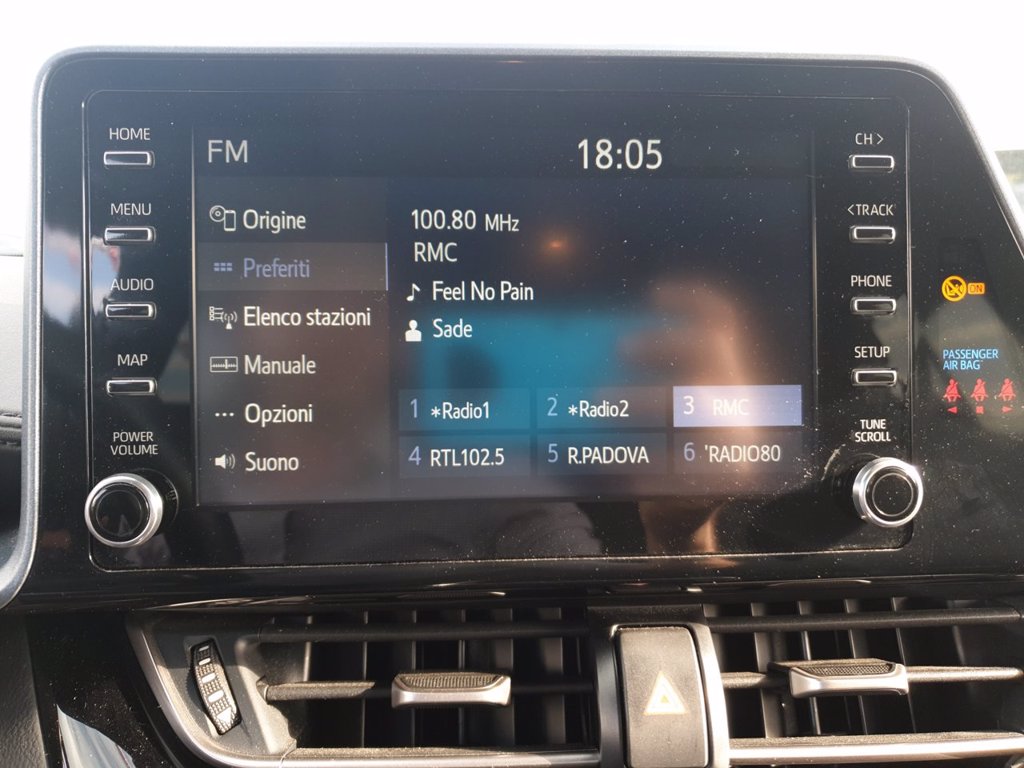 HOME
MENU
AUDIO
MAP
POWER
VOLUME
FM
18:05
Origine
Preferiti
Elenco stazioni
Manuale
Opzioni
Suono
100.80 MHz
RMC
Feel No Pain
Sade
1 *Radio1
2 *Radio2
3 RMC
4 RTL102.5
5 R.PADOVA
6 'RADIO80
CH >
< TRACK
PHONE
SETUP
TUNE
SCROLL
ON
PASSENGER
AIR BAG